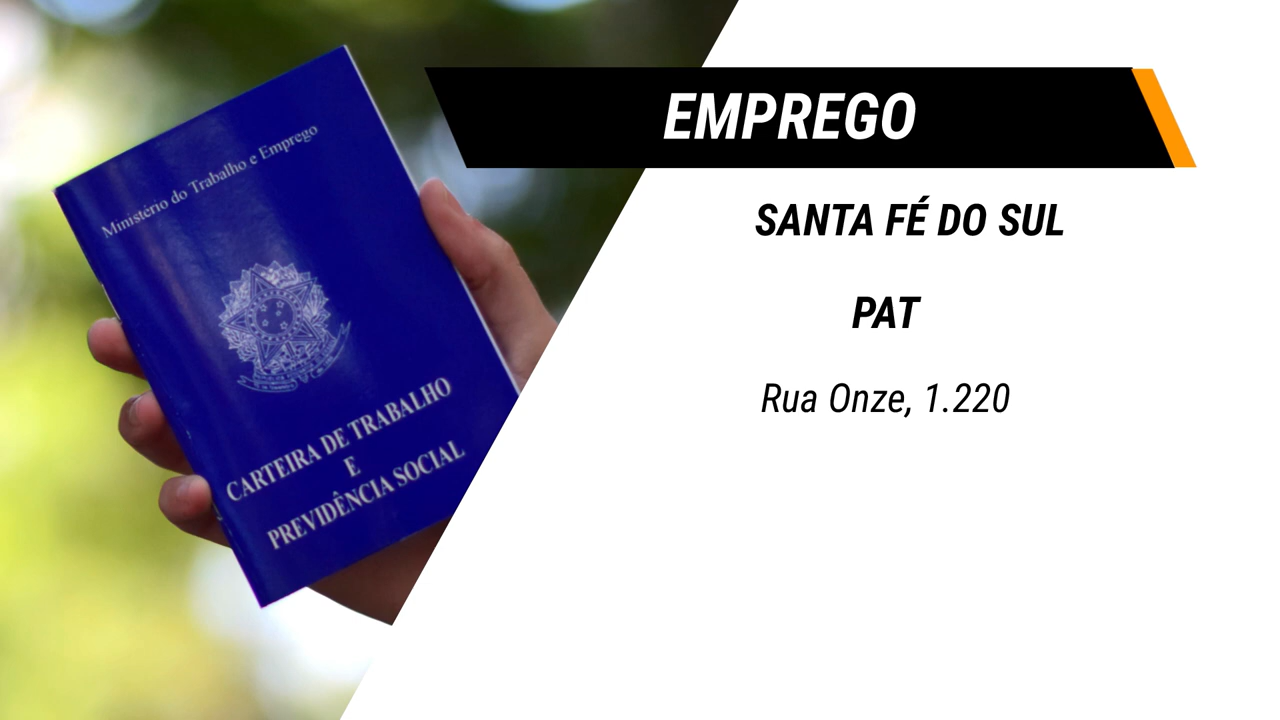 EMPREGO
SANTA FÉ DO SUL
PAT
Rua Onze, 1.220
Ministério do Trabalho e Emprego
CARTEIRA DE TRABALHO
E
PREVIDÊNCIA SOCIAL